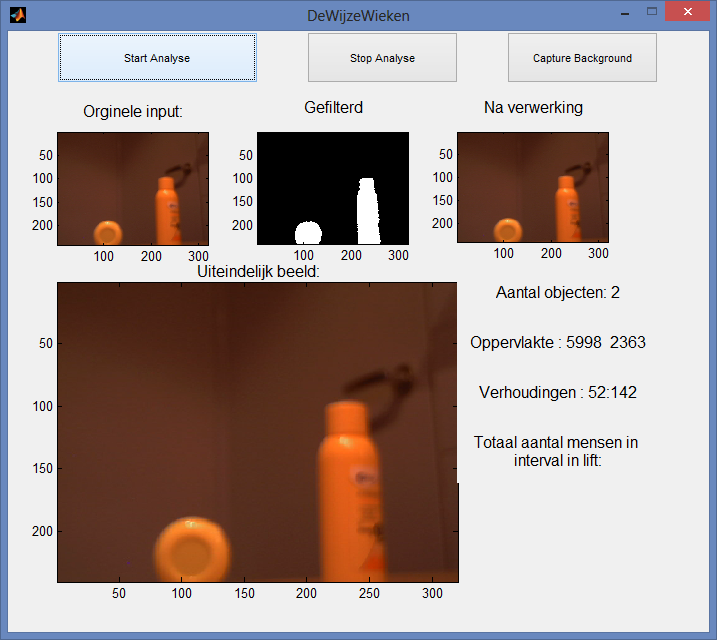 DeWijzeWieken
Start Analyse
Stop Analyse
Capture Background
Orginele input:
Gefilterd
Na verwerking
50
100
150
200
100 200 300
50
100
150
200
100 200 300
50
100
150
200
100 200 300
Uiteindelijk beeld:
50
100
150
200
50 100 150 200 250 300
Aantal objecten: 2
Oppervlakte : 5998 2363
Verhoudingen : 52:142
Totaal aantal mensen in
interval in lift: